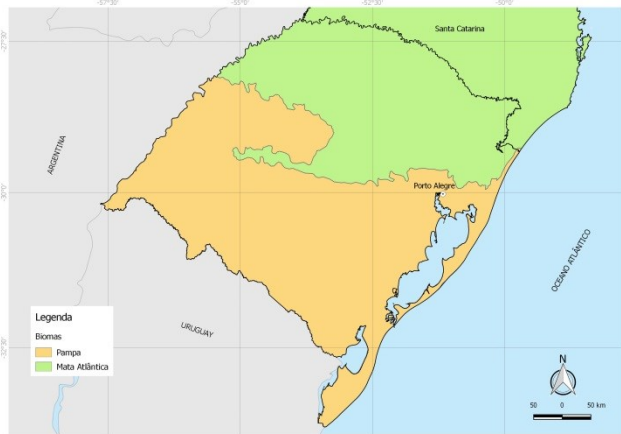 -57°30'
-55°
-52°30'
-50°0'
Santa Catarina
-27°30'
ARGENTINA
Porto Alegre
-30°0'
OCEANO ATLÂNTICO
URUGUAY
Legenda
Biomas
Pampa
Mata Atlântica
-32°30'
N
50 0 50 km